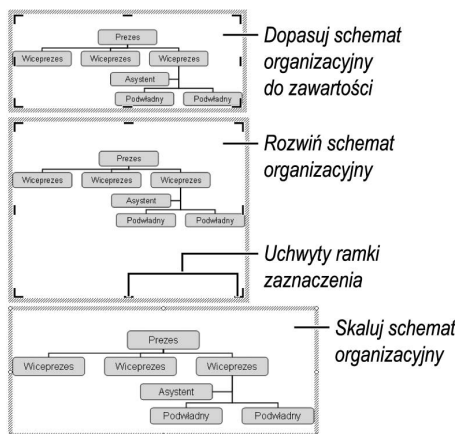 Prezes
Wiceprezes Wiceprezes Wiceprezes
Asystent
Podwładny Podwładny
Dopasuj schemat
organizacyjny
do zawartości
Prezes
Wiceprezes Wiceprezes Wiceprezes
Asystent
Podwładny Podwładny
Rozwiń schemat
organizacyjny
Uchwyty ramki
zaznaczenia
Prezes
Wiceprezes Wiceprezes Wiceprezes
Asystent
Podwładny Podwładny
Skaluj schemat
organizacyjny